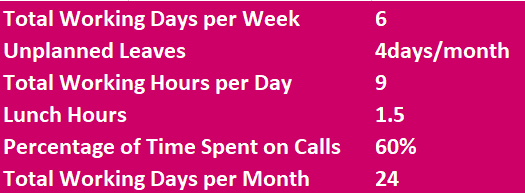 Total Working Days per Week 6
Unplanned Leaves 4days/month
Total Working Hours per Day 9
Lunch Hours 1.5
Percentage of Time Spent on Calls 60%
Total Working Days per Month 24